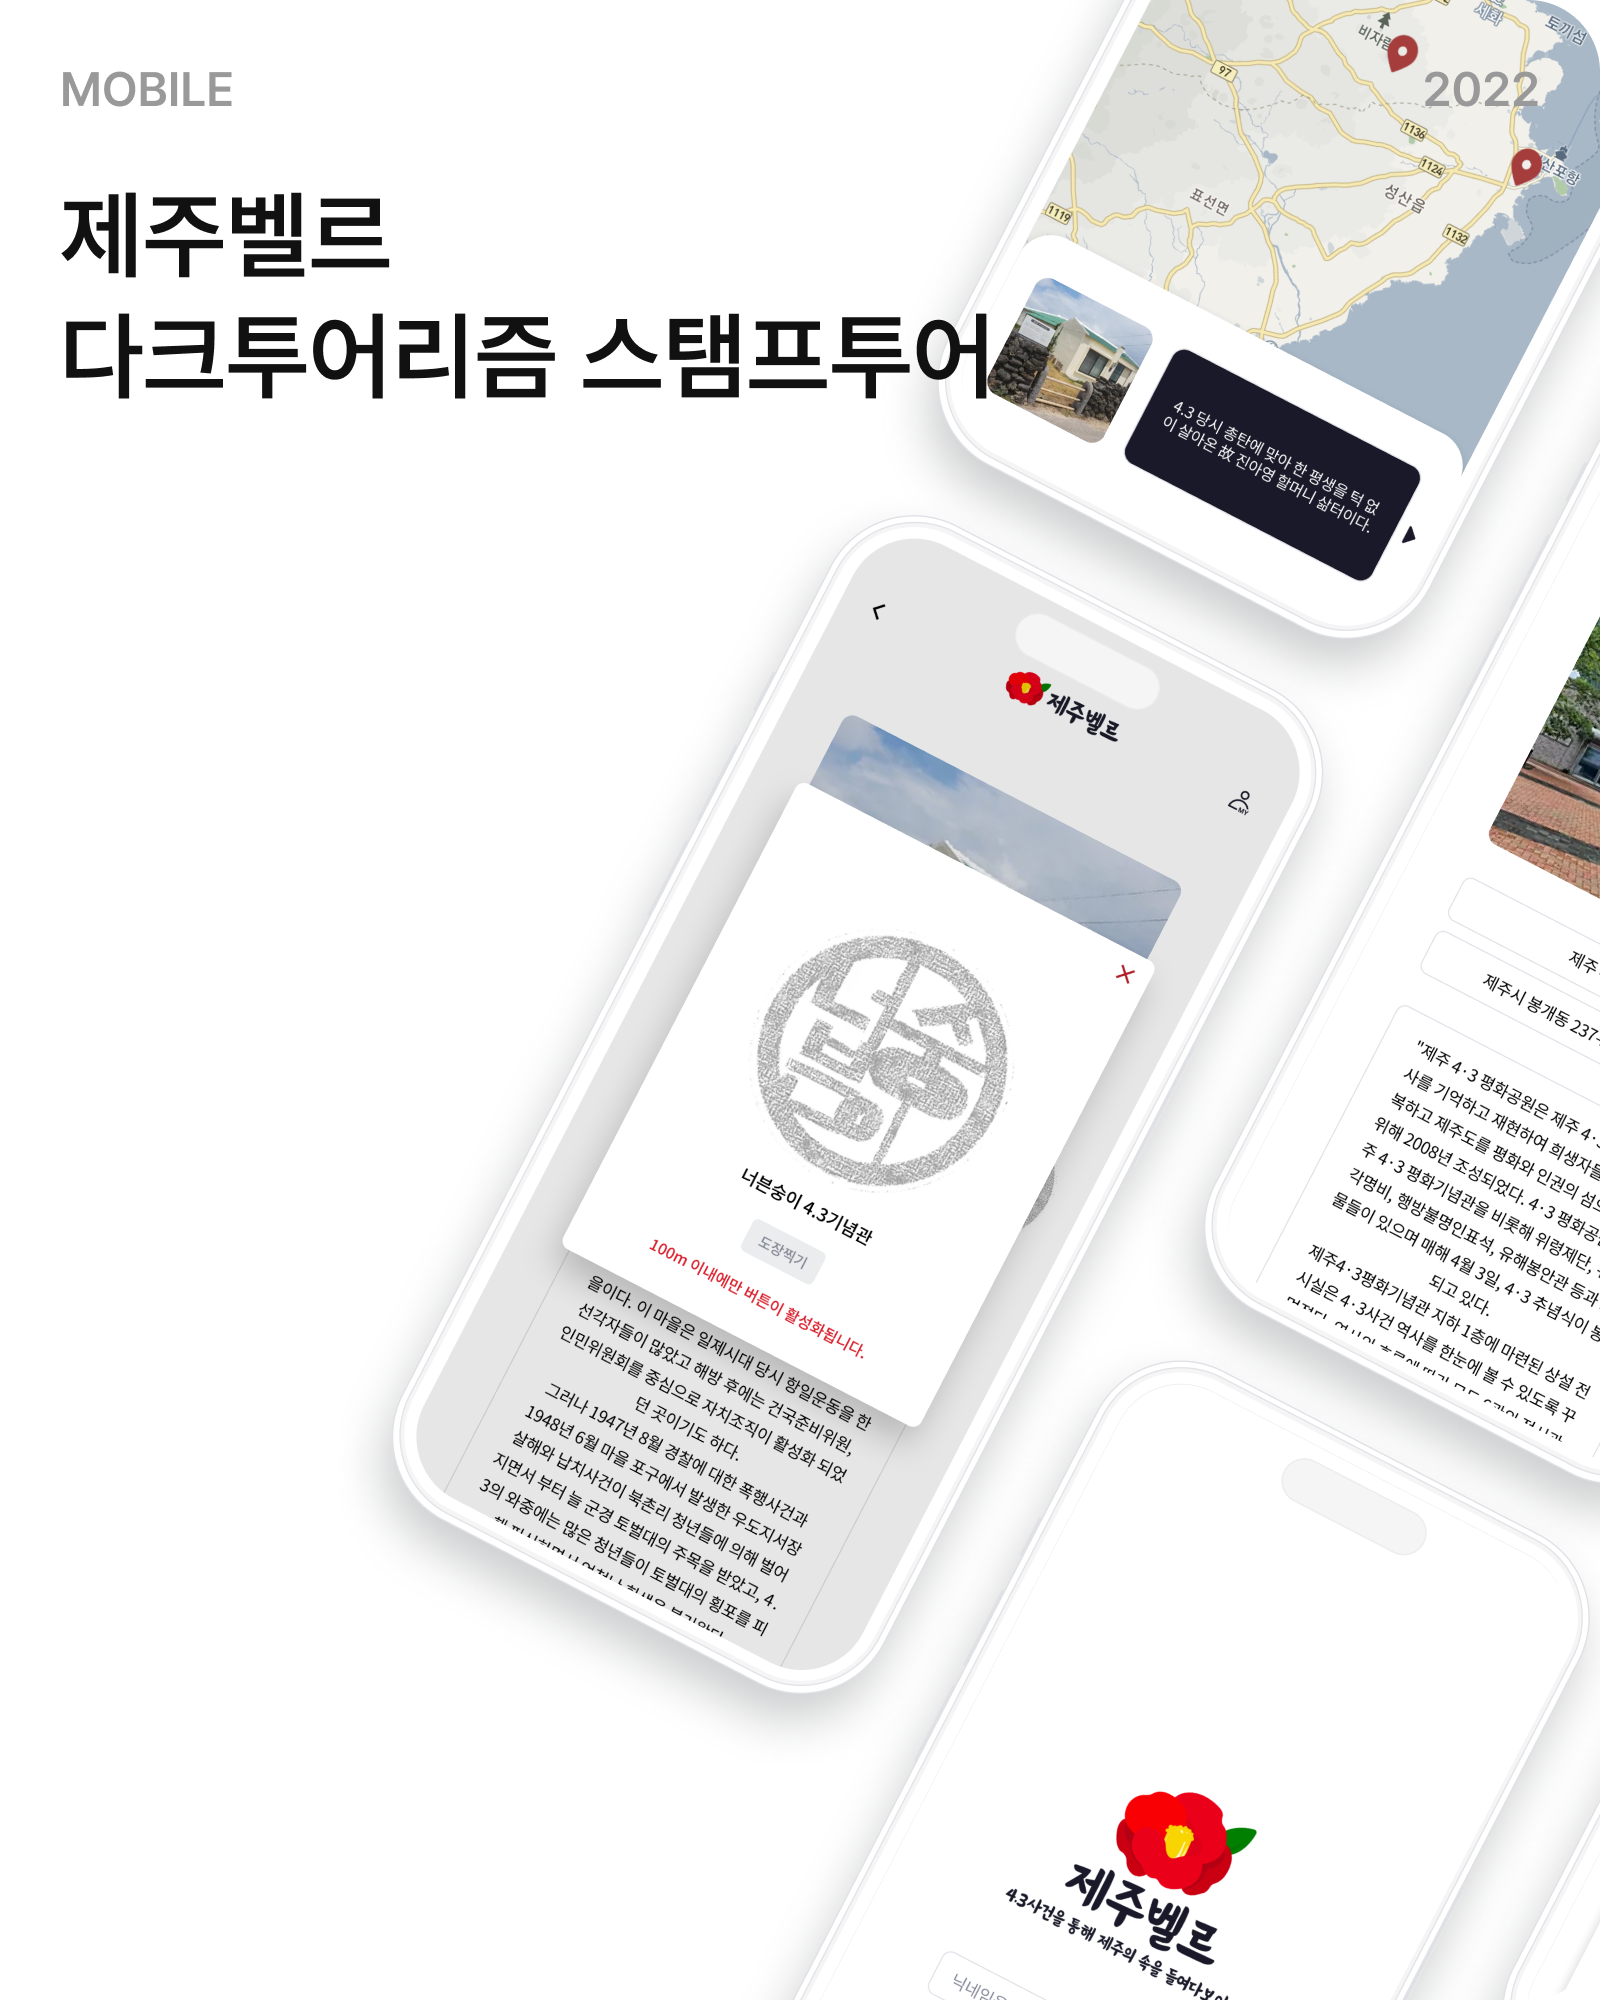 MOBILE
2022
제주벨르
다크투어리즘 스탬프투어
세화
토끼섬
97
1136
1124
성산읍
표선면
1119
1132
4.3 당시 총탄에 맞아 한 평생을 턱 없
이 살아온 故 진아영 할머니 삶터이다.
제주벨르
MY
너븐숭이 4.3기념관
도장찍기
100m 이내에만 버튼이 활성화됩니다.
을이다. 이 마을은 일제시대 당시 항일운동을 한
선각자들이 많았고 해방 후에는 건국준비위원,
인민위원회를 중심으로 자치조직이 활성화 되었
던 곳이기도 하다.
그러나 1947년 8월 경찰에 대한 폭행사건과
1948년 6월 마을 포구에서 발생한 우도지서장
살해와 납치사건이 북촌리 청년들에 의해 벌어
지면서 부터 늘 군경 토벌대의 주목을 받았고, 4.
3의 와중에는 많은 청년들이 토벌대의 횡포를 피
제주
제주시 봉개동 237-
"제주 4·3 평화공원은 제주 4·3
사를 기억하고 재현하여 희생자들
복하고 제주도를 평화와 인권의 섬으
위해 2008년 조성되었다. 4·3 평화공
주 4·3 평화기념관을 비롯해 위령제단,
각명비, 행방불명인표석, 유해봉안관 등과
물들이 있으며 매해 4월 3일, 4·3 추념식이 봉
되고 있다.
제주4·3평화기념관 지하 1층에 마련된 상설 전
시실은 4·3사건 역사를 한눈에 볼 수 있도록 꾸
제주벨르
4.3사건을 통해 제주의 속을 들여다보